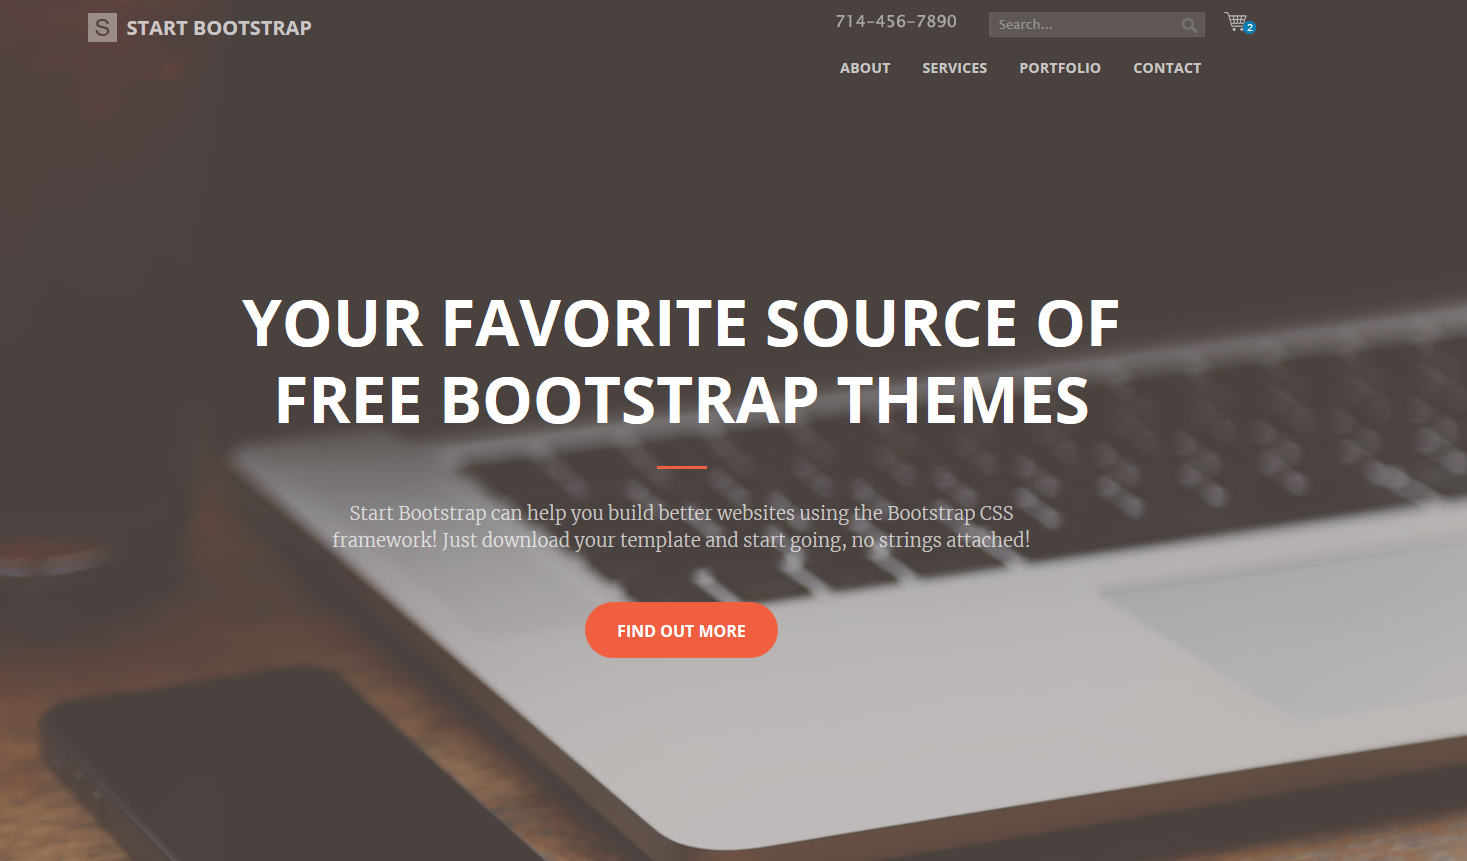 S START BOOTSTRAP
714-456-7890
Search...
2
ABOUT SERVICES PORTFOLIO CONTACT
YOUR FAVORITE SOURCE OF
FREE BOOTSTRAP THEMES
Start Bootstrap can help you build better websites using the Bootstrap CSS
framework! Just download your template and start going, no strings attached!
FIND OUT MORE